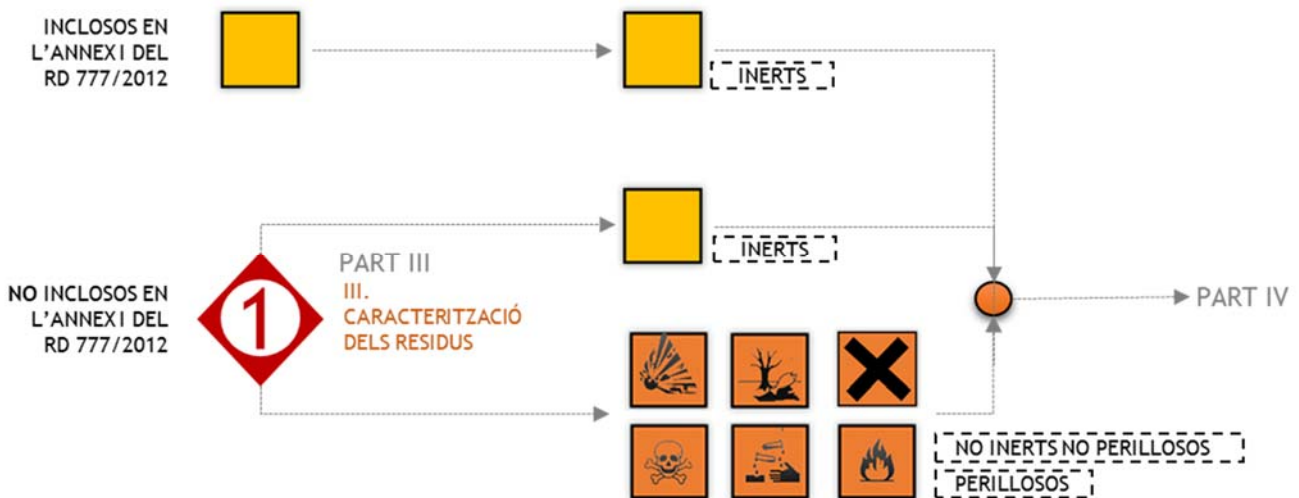 INCLOSOS EN
L'ANNEX I DEL
RD 777/2012
INERTS
INERTS
NO INCLOSOS EN
L'ANNEX I DEL
RD 777/2012
1
PART III
III.
CARACTERITZACIÓ
DELS RESIDUS
PART IV
NO INERTS NO PERILLOSOS
PERILLOSOS